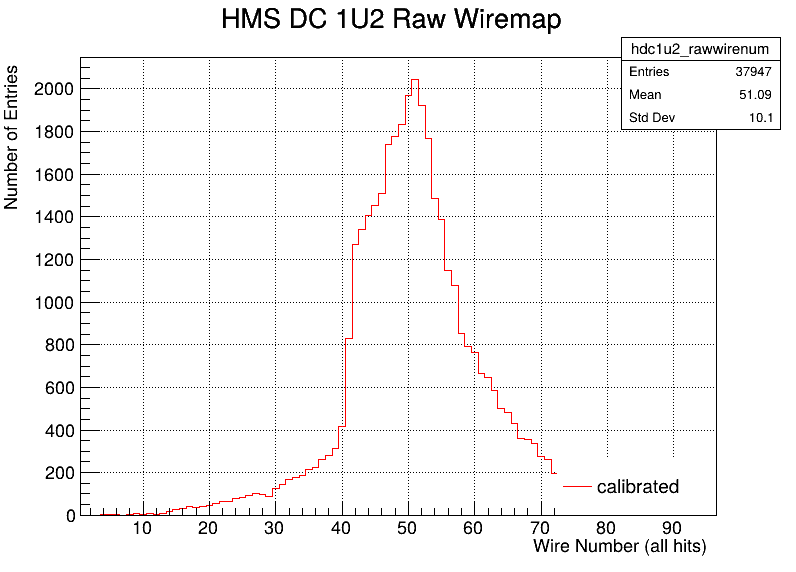 HMS DC 1U2 Raw Wiremap
hdc1u2_rawwirenum
Entries 37947
Mean 51.09
Std Dev 10.1
Number of Entries
2000
1800
1600
1400
1200
1000
800
600
400
200
0
calibrated
10 20 30 40 50 60 70 80 90
Wire Number (all hits)